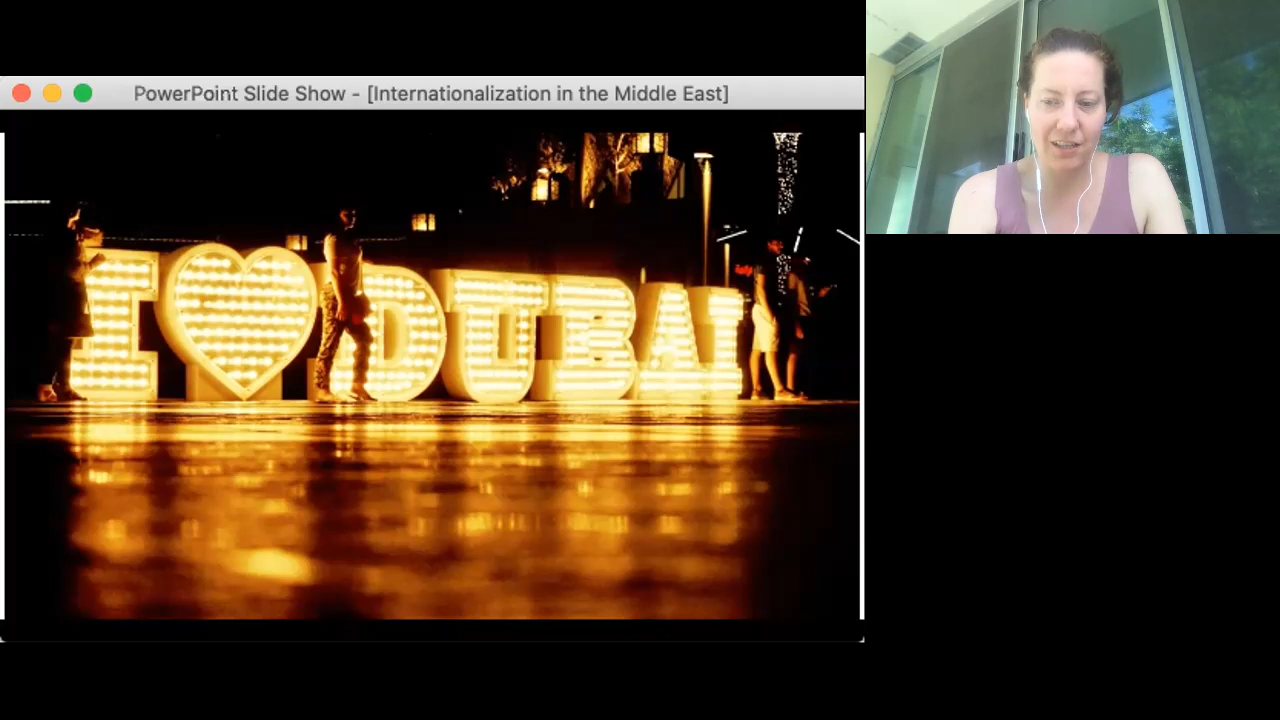 PowerPoint Slide Show - [Internationalization in the Middle East]
I DUBAI